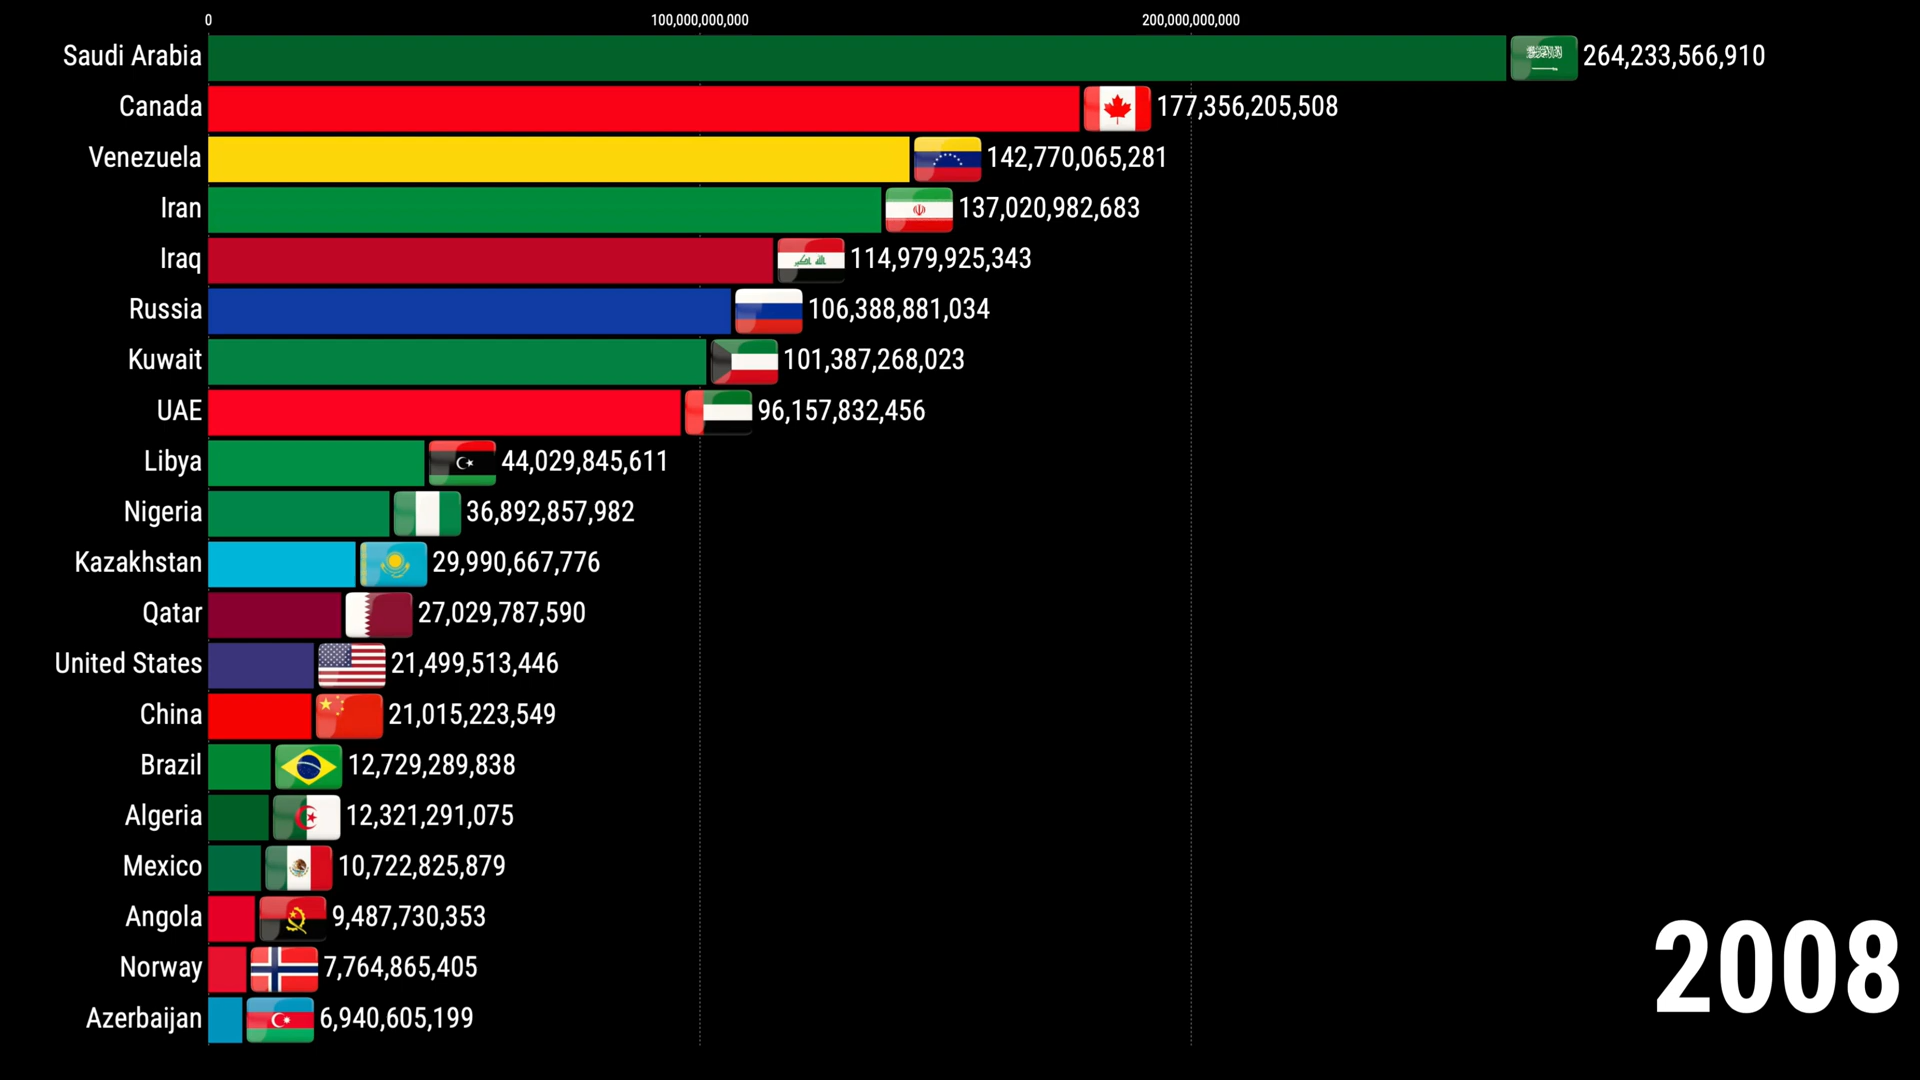 0 100,000,000,000 200,000,000,000
Saudi Arabia 264,233,566,910
Canada 177,356,205,508
Venezuela 142,770,065,281
Iran 137,020,982,683
Iraq 114,979,925,343
Russia 106,388,881,034
Kuwait 101,387,268,023
UAE 96,157,832,456
Libya 44,029,845,611
Nigeria 36,892,857,982
Kazakhstan 29,990,667,776
Qatar 27,029,787,590
United States 21,499,513,446
China 21,015,223,549
Brazil 12,729,289,838
Algeria 12,321,291,075
Mexico 10,722,825,879
Angola 9,487,730,353
Norway 7,764,865,405
Azerbaijan 6,940,605,199
2008